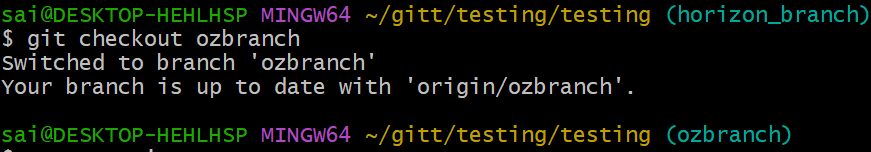 sai@DESKTOP-HEHLHSP MINGW64 ~/gitt/testing/testing (horizon_branch)
$ git checkout ozbranch
Switched to branch 'ozbranch'
Your branch is up to date with 'origin/ozbranch'.
sai@DESKTOP-HEHLHSP MINGW64 ~/gitt/testing/testing (ozbranch)